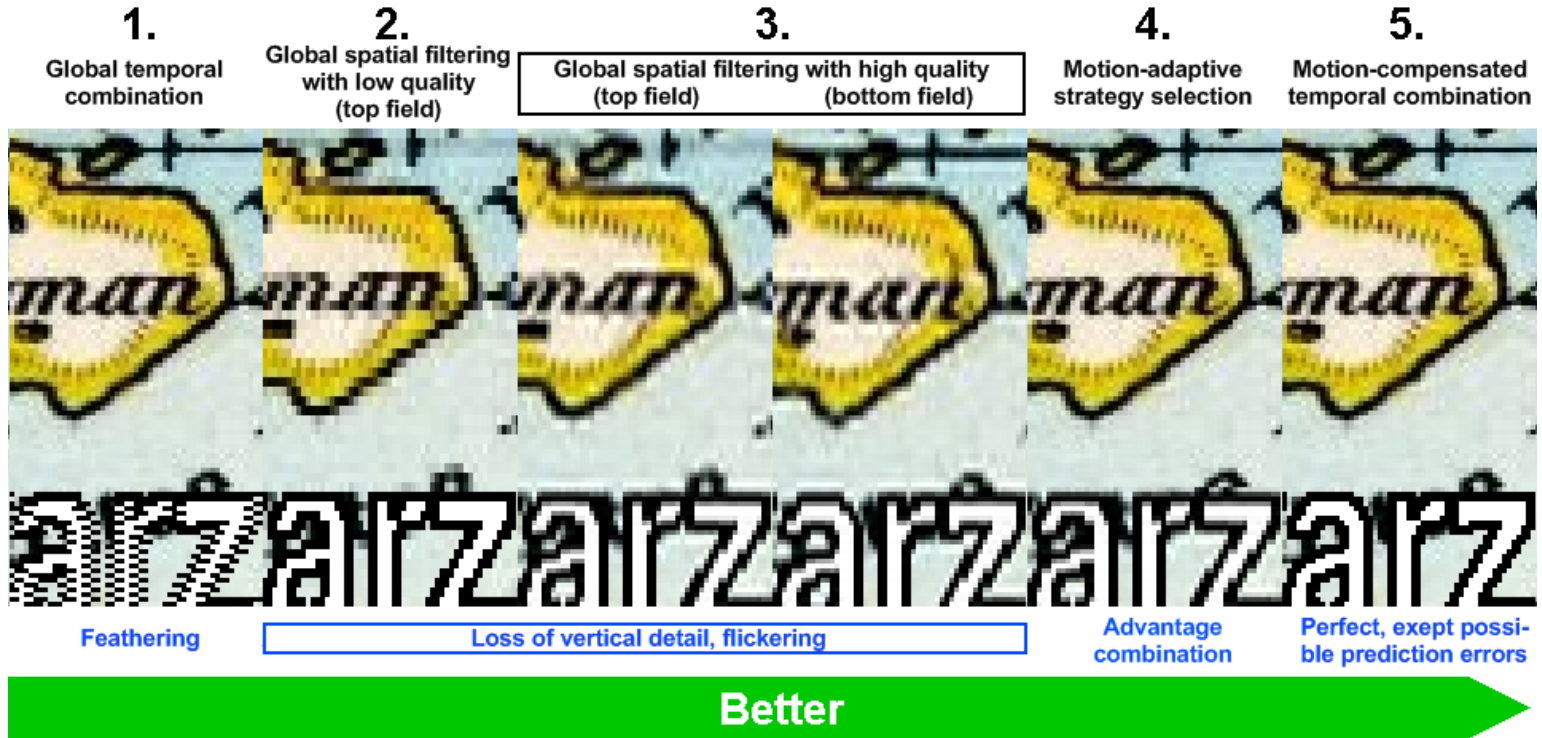 1.
Global temporal
combination
2.
Global spatial filtering
with low quality
(top field)
3.
Global spatial filtering with high quality
(top field) (bottom field)
4.
Motion-adaptive
strategy selection
5.
Motion-compensated
temporal combination
man man man man man man
arz arz arz arz arz arz
Feathering
Loss of vertical detail, flickering
Advantage
combination
Perfect, exept possi-
ble prediction errors
Better